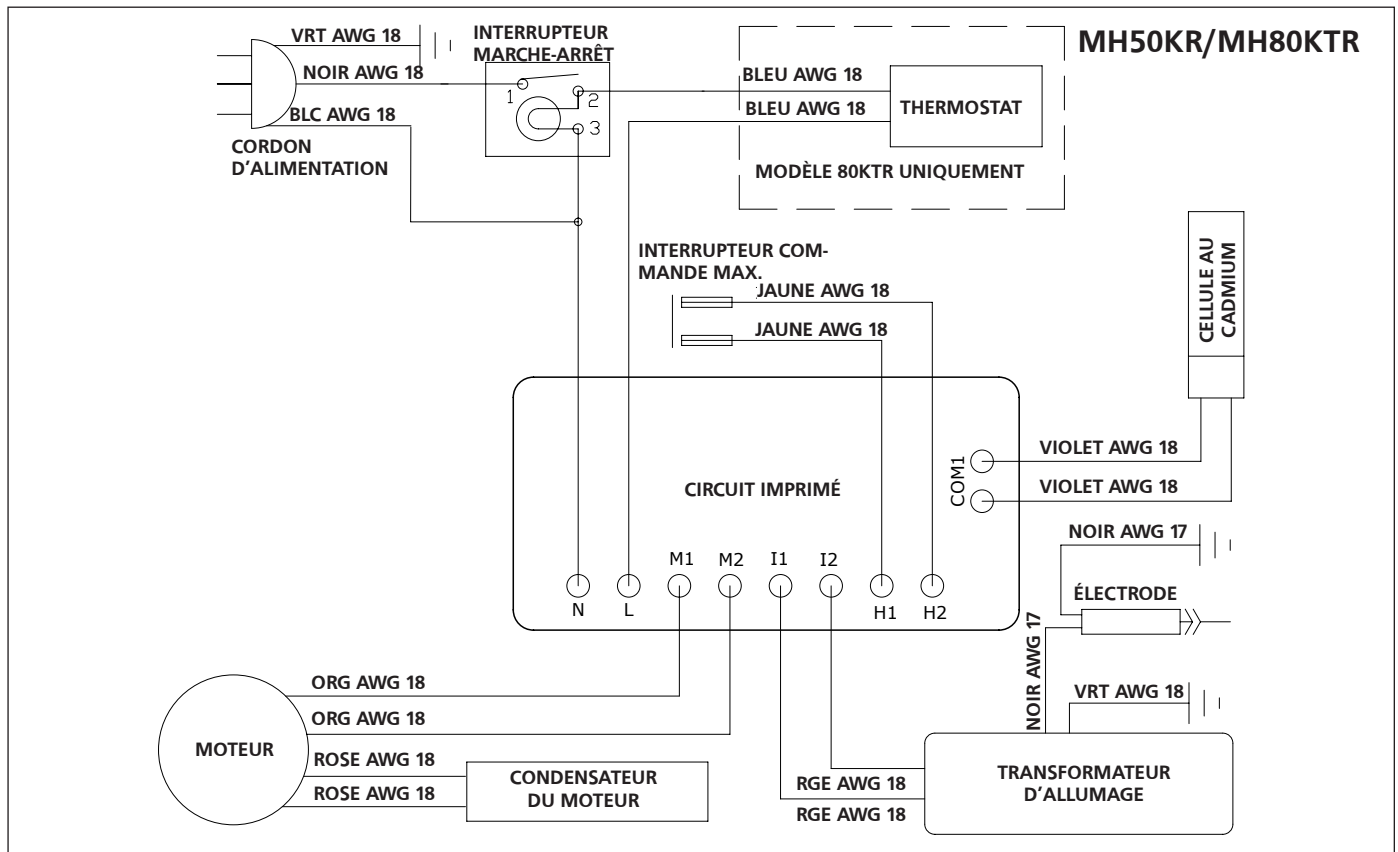 MH50KR/MH80KTR
VRT AWG 18
INTERRUPTEUR
MARCHE-ARRÊT
NOIR AWG 18
BLC AWG 18
CORDON
D’ALIMENTATION
1
2
3
BLEU AWG 18
BLEU AWG 18
THERMOSTAT
MODÈLE 80KTR UNIQUEMENT
INTERRUPTEUR COM-
MANDE MAX.
JAUNE AWG 18
JAUNE AWG 18
CELLULE AU
CADMIUM
VIOLET AWG 18
COM1
VIOLET AWG 18
CIRCUIT IMPRIMÉ
NOIR AWG 17
ÉLECTRODE
NOIR AWG 17
M1
M2
I1
I2
N
L
H1
H2
ORG AWG 18
ORG AWG 18
MOTEUR
ROSE AWG 18
ROSE AWG 18
CONDENSATEUR
DU MOTEUR
VRT AWG 18
RGE AWG 18
RGE AWG 18
TRANSFORMATEUR
D’ALLUMAGE